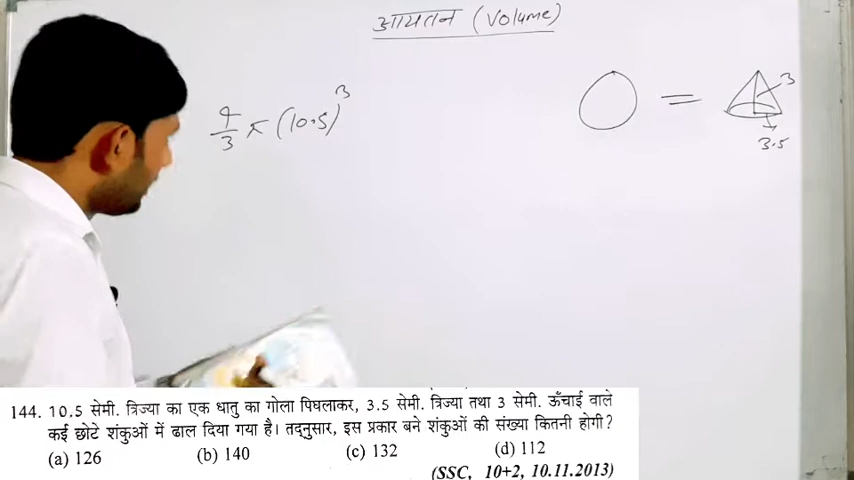 आयतन (Volume)
4/3 π (10.5)³
=
3
3.5
144. 10.5 सेमी. त्रिज्या का एक धातु का गोला पिघलाकर, 3.5 सेमी. त्रिज्या तथा 3 सेमी. ऊँचाई वाले
कई छोटे शंकुओं में ढाल दिया गया है। तद्नुसार, इस प्रकार बने शंकुओं की संख्या कितनी होगी?
(a) 126 (b) 140 (c) 132 (d) 112
(SSC, 10+2, 10.11.2013)